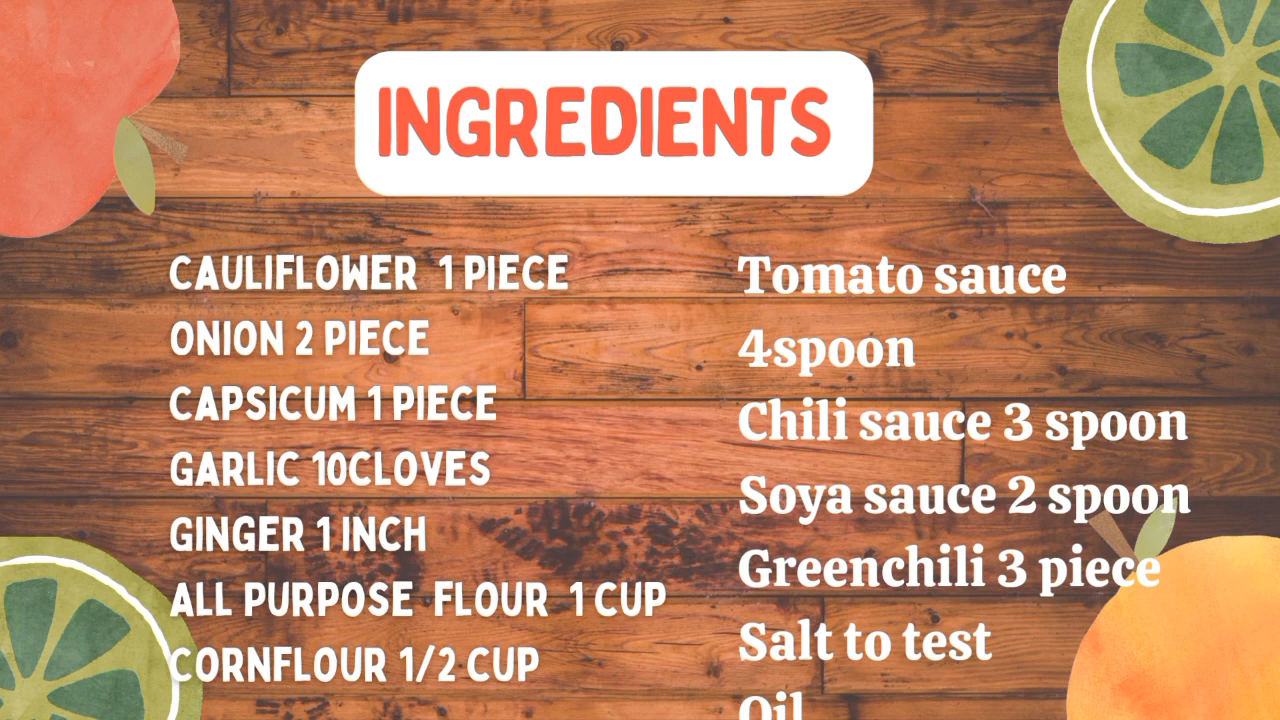 INGREDIENTS
CAULIFLOWER 1 PIECE
ONION 2 PIECE
CAPSICUM 1 PIECE
GARLIC 10CLOVES
GINGER 1 INCH
ALL PURPOSE FLOUR 1 CUP
CORNFLOUR 1/2 CUP
Tomato sauce
4spoon
Chili sauce 3 spoon
Soya sauce 2 spoon
Greenchili 3 piece
Salt to test
Oil